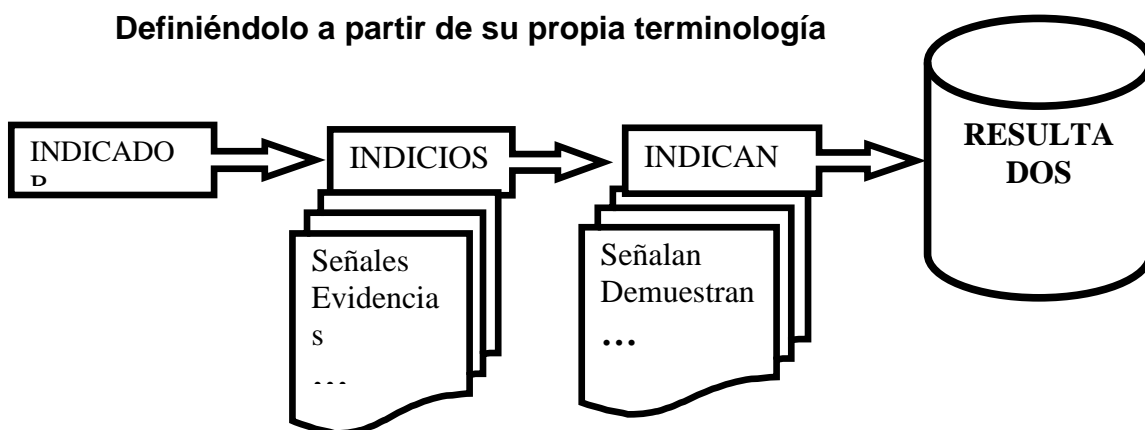 Definiéndolo a partir de su propia terminología
INDICADO
R
INDICIOS
INDICAN
RESULTA
DOS
Señales
Evidencia
s
…
Señalan
Demuestran
…